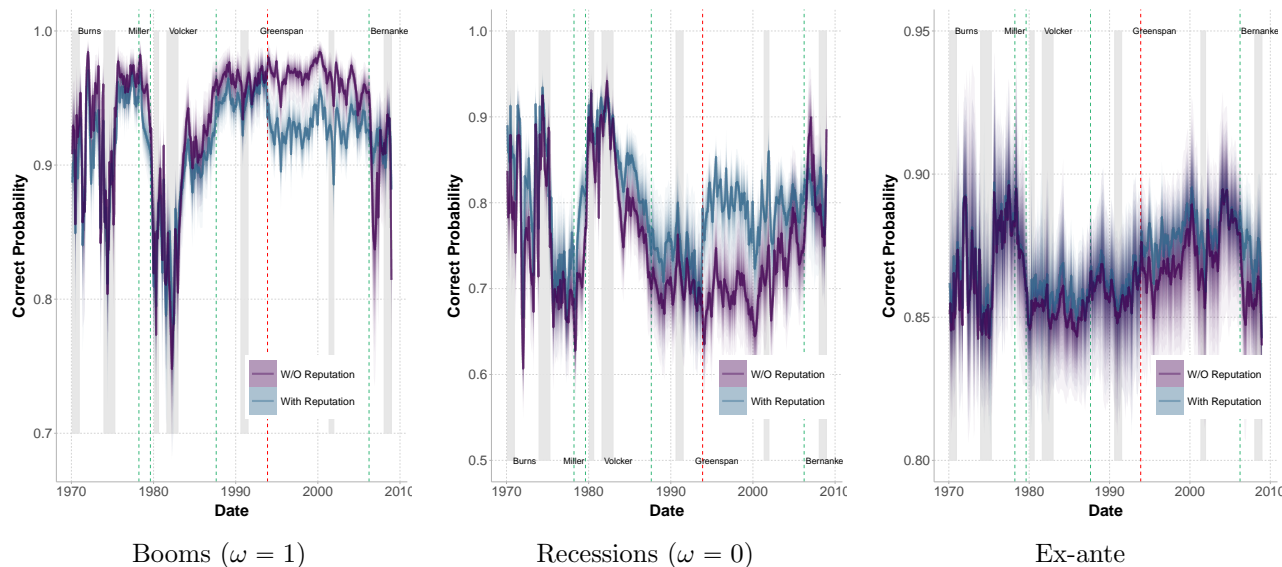 Correct Probability
1.0
0.9
0.8
0.7
Burns
Miller
Volcker
Greenspan
Bernanke
W/O Reputation
With Reputation
1970
1980
1990
2000
2010
Date
Booms (ω = 1)
Correct Probability
1.0
0.9
0.8
0.7
0.6
0.5
W/O Reputation
With Reputation
Burns
Miller
Volcker
Greenspan
Bernanke
1970
1980
1990
2000
2010
Date
Recessions (ω = 0)
Correct Probability
0.95
0.90
0.85
0.80
Burns
Miller
Volcker
Greenspan
Bernanke
W/O Reputation
With Reputation
1970
1980
1990
2000
2010
Date
Ex-ante